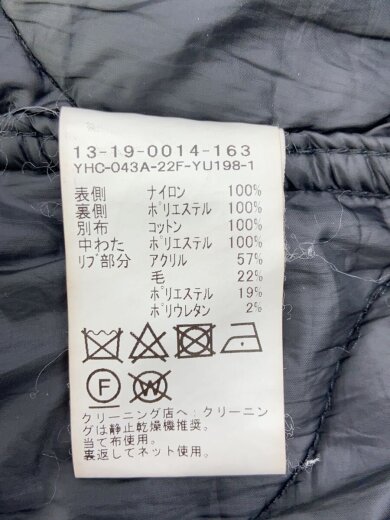 13-19-0014-163
YHC-043A-22F-YU198-1
表側 ナイロン 100%
裏側 ポリエステル 100%
別布 コットン 100%
中わた ポリエステル 100%
リブ部分 アクリル 57%
毛 22%
ポリエステル 19%
ポリウレタン 2%
F W
クリーニング店へ:クリーニン
グは静止乾燥機推奨。
当て布使用。
裏返してネット使用。